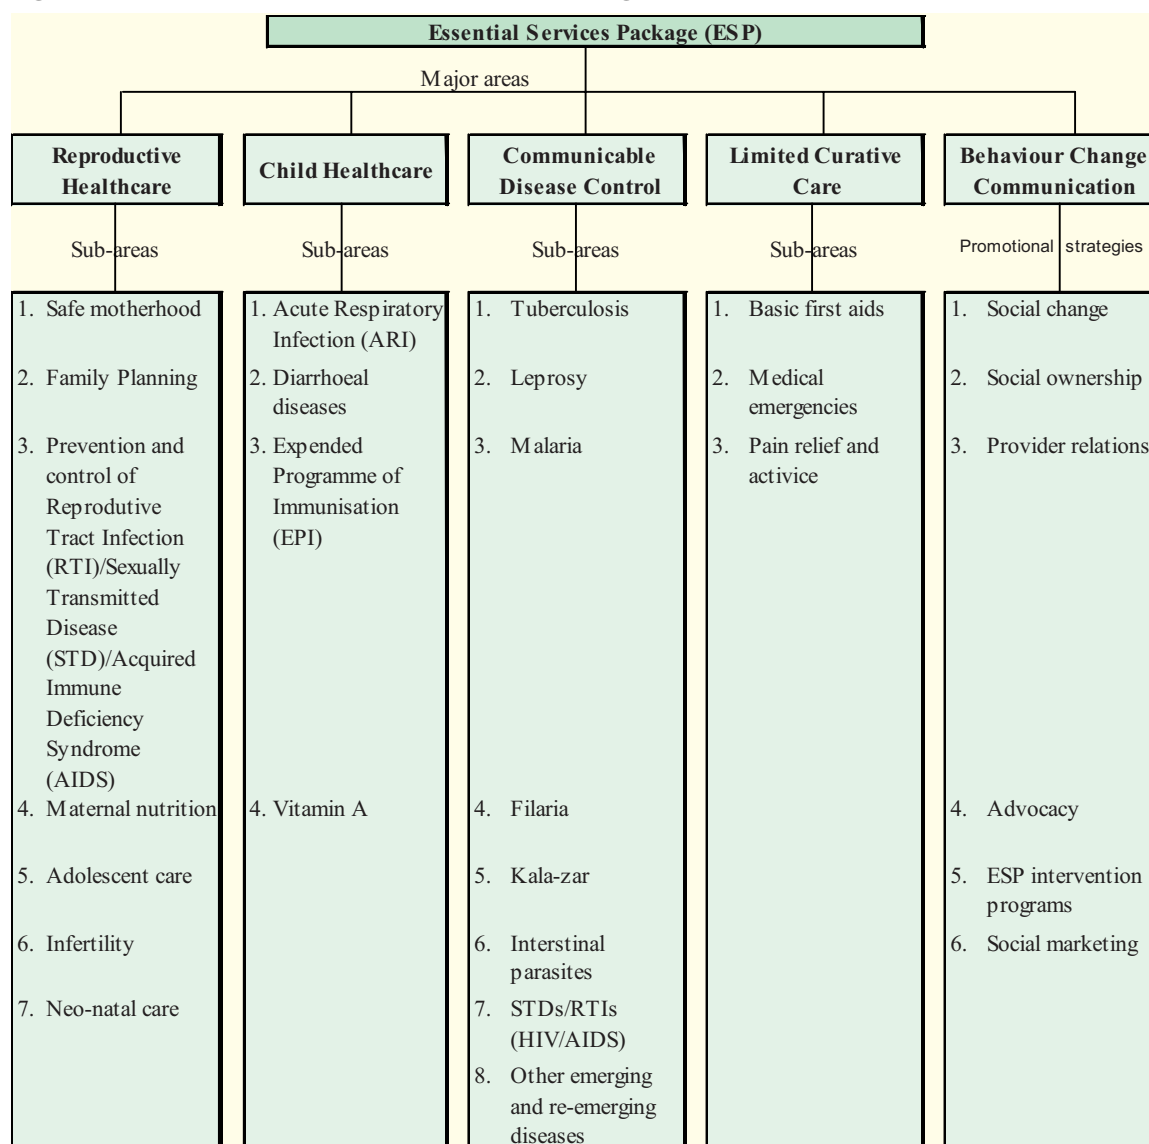 Essential Services Package (ESP)
Major areas
Reproductive
Healthcare
Child Healthcare
Communicable
Disease Control
Limited Curative
Care
Behaviour Change
Communication
Sub-areas
Sub-areas
Sub-areas
Sub-areas
Promotional strategies
1. Safe motherhood
2. Family Planning
3. Prevention and
control of
Reprodutive
Tract Infection
(RTI)/Sexually
Transmitted
Disease
(STD)/Acquired
Immune
Deficiency
Syndrome
(AIDS)
4. Maternal nutrition
5. Adolescent care
6. Infertility
7. Neo-natal care
1. Acute Respiratory
Infection (ARI)
2. Diarrhoeal
diseases
3. Expended
Programme of
Immunisation
(EPI)
4. Vitamin A
1. Tuberculosis
2. Leprosy
3. Malaria
4. Filaria
5. Kala-zar
6. Interstinal
parasites
7. STDs/RTIs
(HIV/AIDS)
8. Other emerging
and re-emerging
diseases
1. Basic first aids
2. Medical
emergencies
3. Pain relief and
activice
1. Social change
2. Social ownership
3. Provider relations
4. Advocacy
5. ESP intervention
programs
6. Social marketing